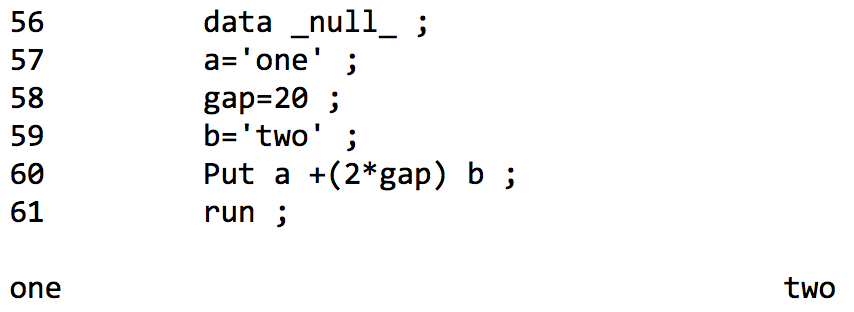 56         data _null_ ;
57         a='one' ;
58         gap=20 ;
59         b='two' ;
60         Put a +(2*gap) b ;
61         run ;
one                                         two